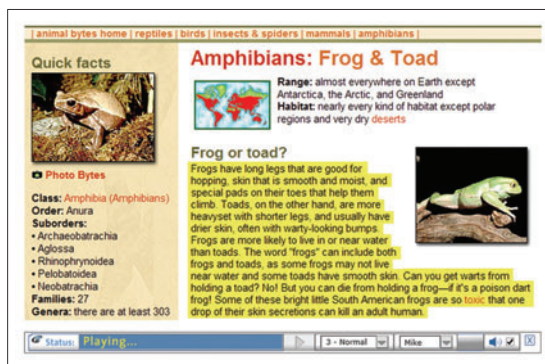 | animal bytes home | reptiles | birds | insects & spiders | mammals | amphibians |
Quick facts
Photo Bytes
Class: Amphibia (Amphibians)
Order: Anura
Suborders:
• Archaeobatrachia
• Aglossa
• Rhinophrynoidea
• Pelobatoidea
• Neobatrachia
Families: 27
Genera: there are at least 303
Amphibians: Frog & Toad
Range: almost everywhere on Earth except
Antarctica, the Arctic, and Greenland
Habitat: nearly every kind of habitat except polar
regions and very dry deserts
Frog or toad?
Frogs have long legs that are good for
hopping, skin that is smooth and moist, and
special pads on their toes that help them
climb. Toads, on the other hand, are more
heavyset with shorter legs, and usually have
drier skin, often with warty-looking bumps.
Frogs are more likely to live in or near water
than toads. The word "frogs" can include both
frogs and toads, as some frogs may not live
near water and some toads have smooth skin. Can you get warts from
holding a toad? No! But you can die from holding a frog—if it's a poison dart
frog! Some of these bright little South American frogs are so toxic that one
drop of their skin secretions can kill an adult human.
Status: Playing...
3 - Normal
Mike
X